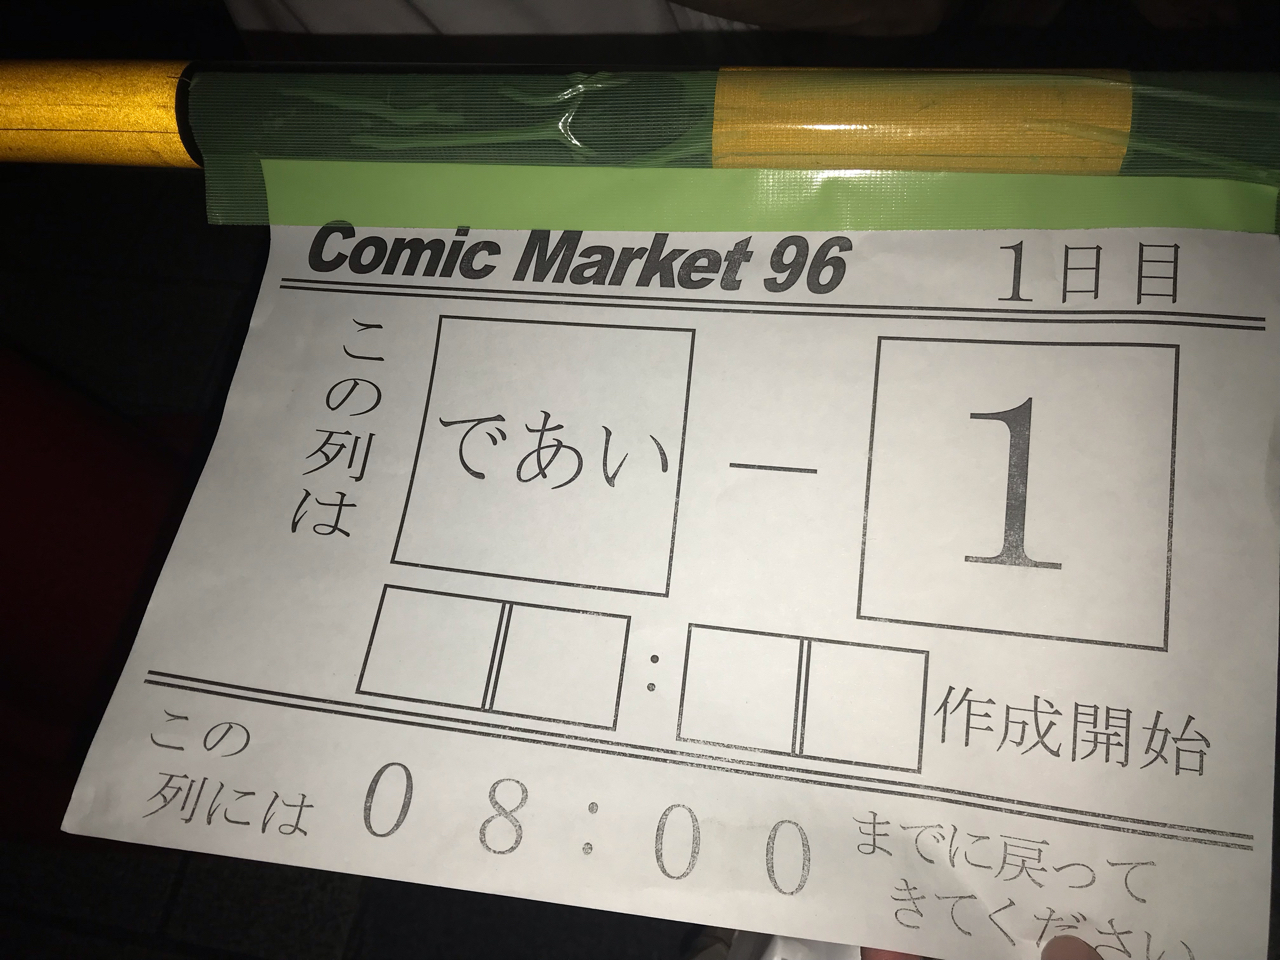 Comic Market 96 1日目
この列は
であい ― 1
: 作成開始
この
列には 08:00 までに戻って
きてください